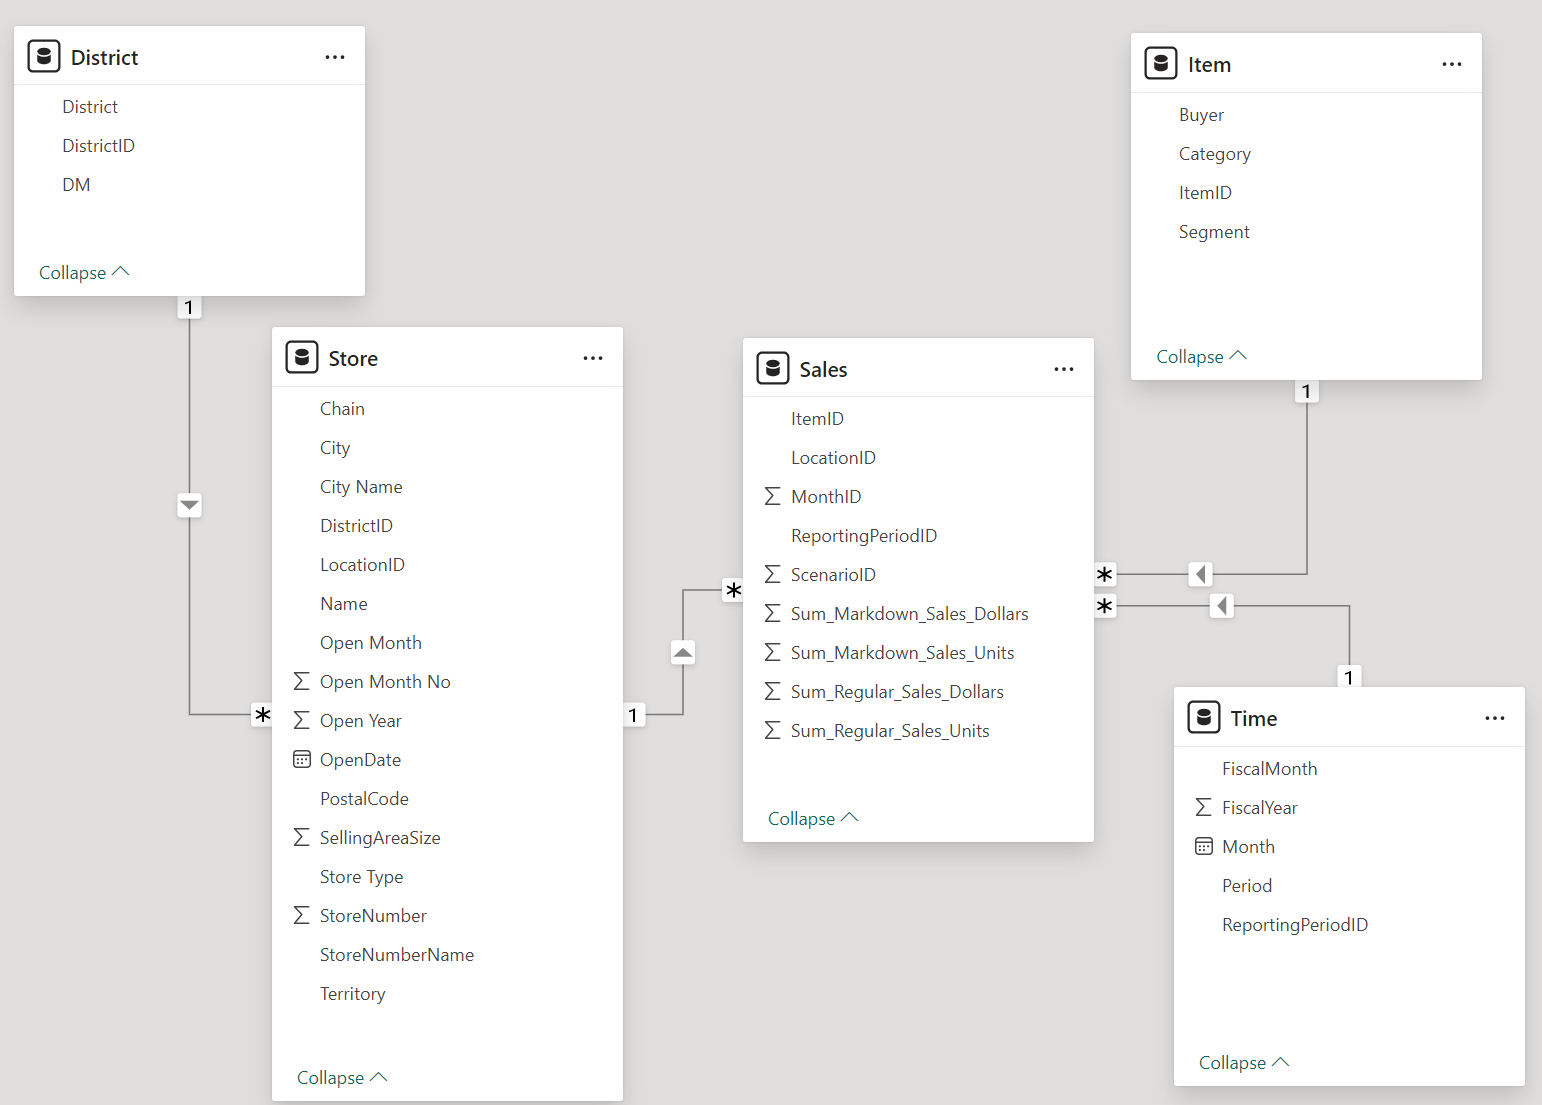 District
District
DistrictID
DM
Collapse
1
*
Store
Chain
City
City Name
DistrictID
LocationID
Name
Open Month
Open Month No
Open Year
OpenDate
PostalCode
SellingAreaSize
Store Type
StoreNumber
StoreNumberName
Territory
Collapse
1
*
Sales
ItemID
LocationID
MonthID
ReportingPeriodID
ScenarioID
Sum_Markdown_Sales_Dollars
Sum_Markdown_Sales_Units
Sum_Regular_Sales_Dollars
Sum_Regular_Sales_Units
Collapse
*
*
Item
Buyer
Category
ItemID
Segment
Collapse
1
1
Time
FiscalMonth
FiscalYear
Month
Period
ReportingPeriodID
Collapse